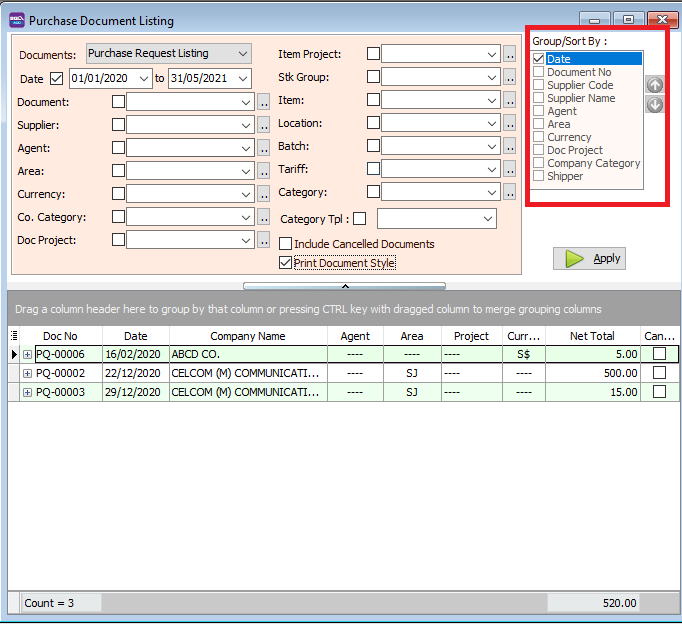 Purchase Document Listing
Documents: Purchase Request Listing
Date 01/01/2020 to 31/05/2021
Document:
Supplier:
Agent:
Area:
Currency:
Co. Category:
Doc Project:
Item Project:
Stk Group:
Item:
Location:
Batch:
Tariff:
Category:
Category Tpl :
Include Cancelled Documents
Print Document Style
Group/Sort By :
Date
Document No
Supplier Code
Supplier Name
Agent
Area
Currency
Doc Project
Company Category
Shipper
Apply
Drag a column header here to group by that column or pressing CTRL key with dragged column to merge grouping columns
Doc No Date Company Name Agent Area Project Curr... Net Total Can...
PQ-00006 16/02/2020 ABCD CO. ---- ---- ---- S$ 5.00
PQ-00002 22/12/2020 CELCOM (M) COMMUNICATI... ---- SJ ---- ---- 500.00
PQ-00003 29/12/2020 CELCOM (M) COMMUNICATI... ---- SJ ---- ---- 15.00
Count = 3 520.00